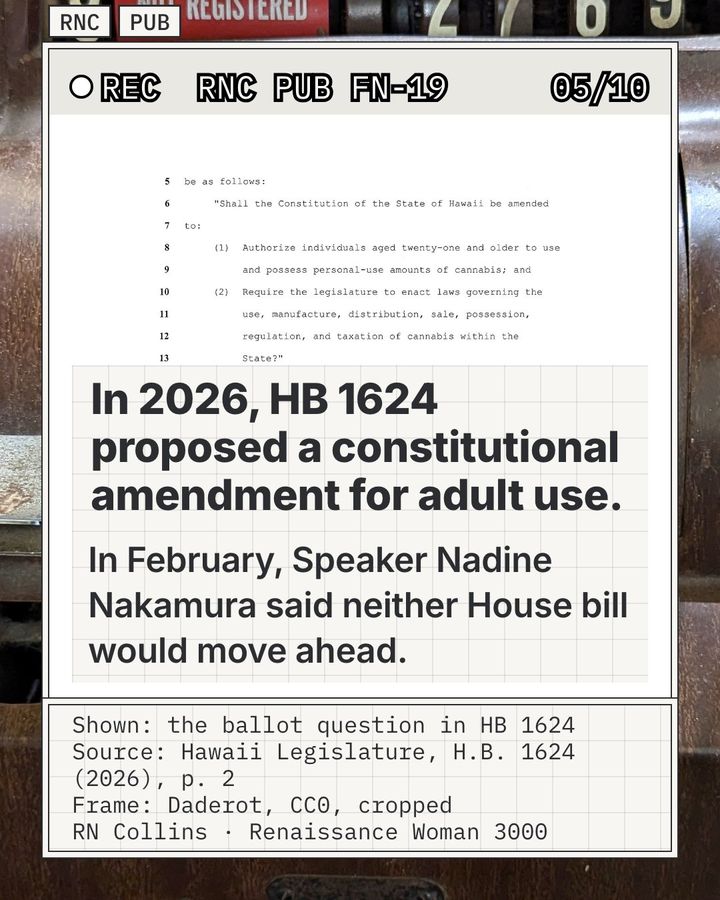 NOT REGISTERED
2 7 6 9
RNC PUB
REC RNC PUB FN-19 05/10
5 be as follows:
6 "Shall the Constitution of the State of Hawaii be amended
7 to:
8 (1) Authorize individuals aged twenty-one and older to use
9 and possess personal-use amounts of cannabis; and
10 (2) Require the legislature to enact laws governing the
11 use, manufacture, distribution, sale, possession,
12 regulation, and taxation of cannabis within the
13 State?"
In 2026, HB 1624
proposed a constitutional
amendment for adult use.
In February, Speaker Nadine
Nakamura said neither House bill
would move ahead.
Shown: the ballot question in HB 1624
Source: Hawaii Legislature, H.B. 1624
(2026), p. 2
Frame: Daderot, CC0, cropped
RN Collins · Renaissance Woman 3000